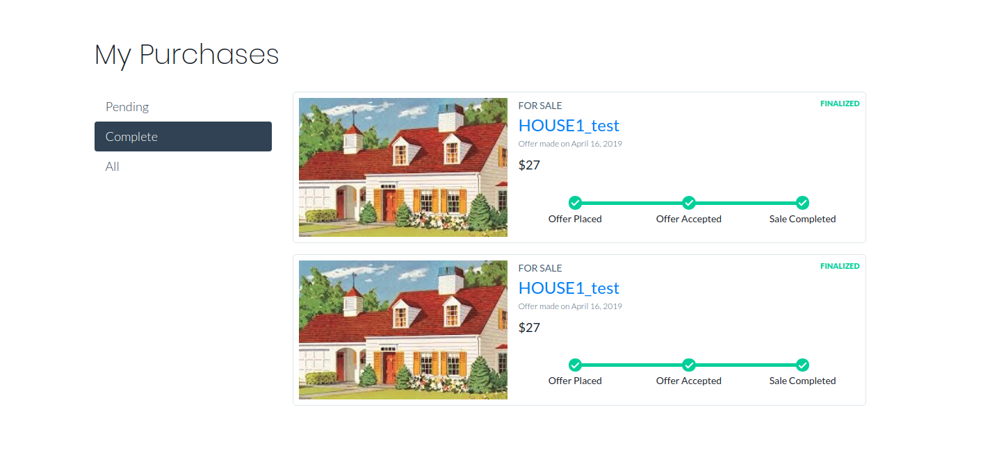 My Purchases
Pending
Complete
All
FOR SALE
FINALIZED
HOUSE1_test
Offer made on April 16, 2019
$27
Offer Placed
Offer Accepted
Sale Completed
FOR SALE
FINALIZED
HOUSE1_test
Offer made on April 16, 2019
$27
Offer Placed
Offer Accepted
Sale Completed